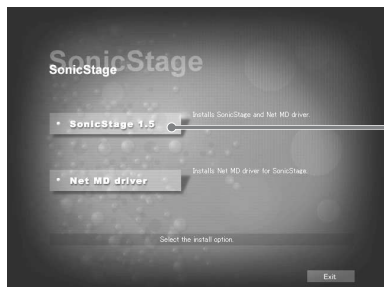 SonicStage
SonicStage
Installs SonicStage and Net MD driver.
• SonicStage 1.5
Installs Net MD driver for SonicStage.
• Net MD driver
Select the install option.
Exit